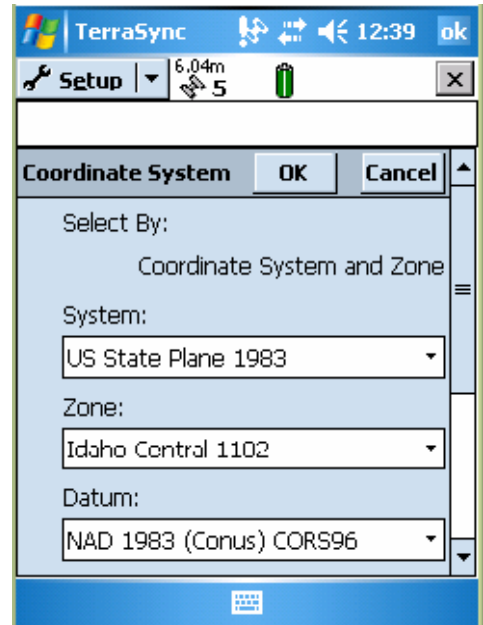 TerraSync 12:39 ok
Setup 6.04m 5
Coordinate System OK Cancel
Select By:
Coordinate System and Zone
System:
US State Plane 1983
Zone:
Idaho Central 1102
Datum:
NAD 1983 (Conus) CORS96